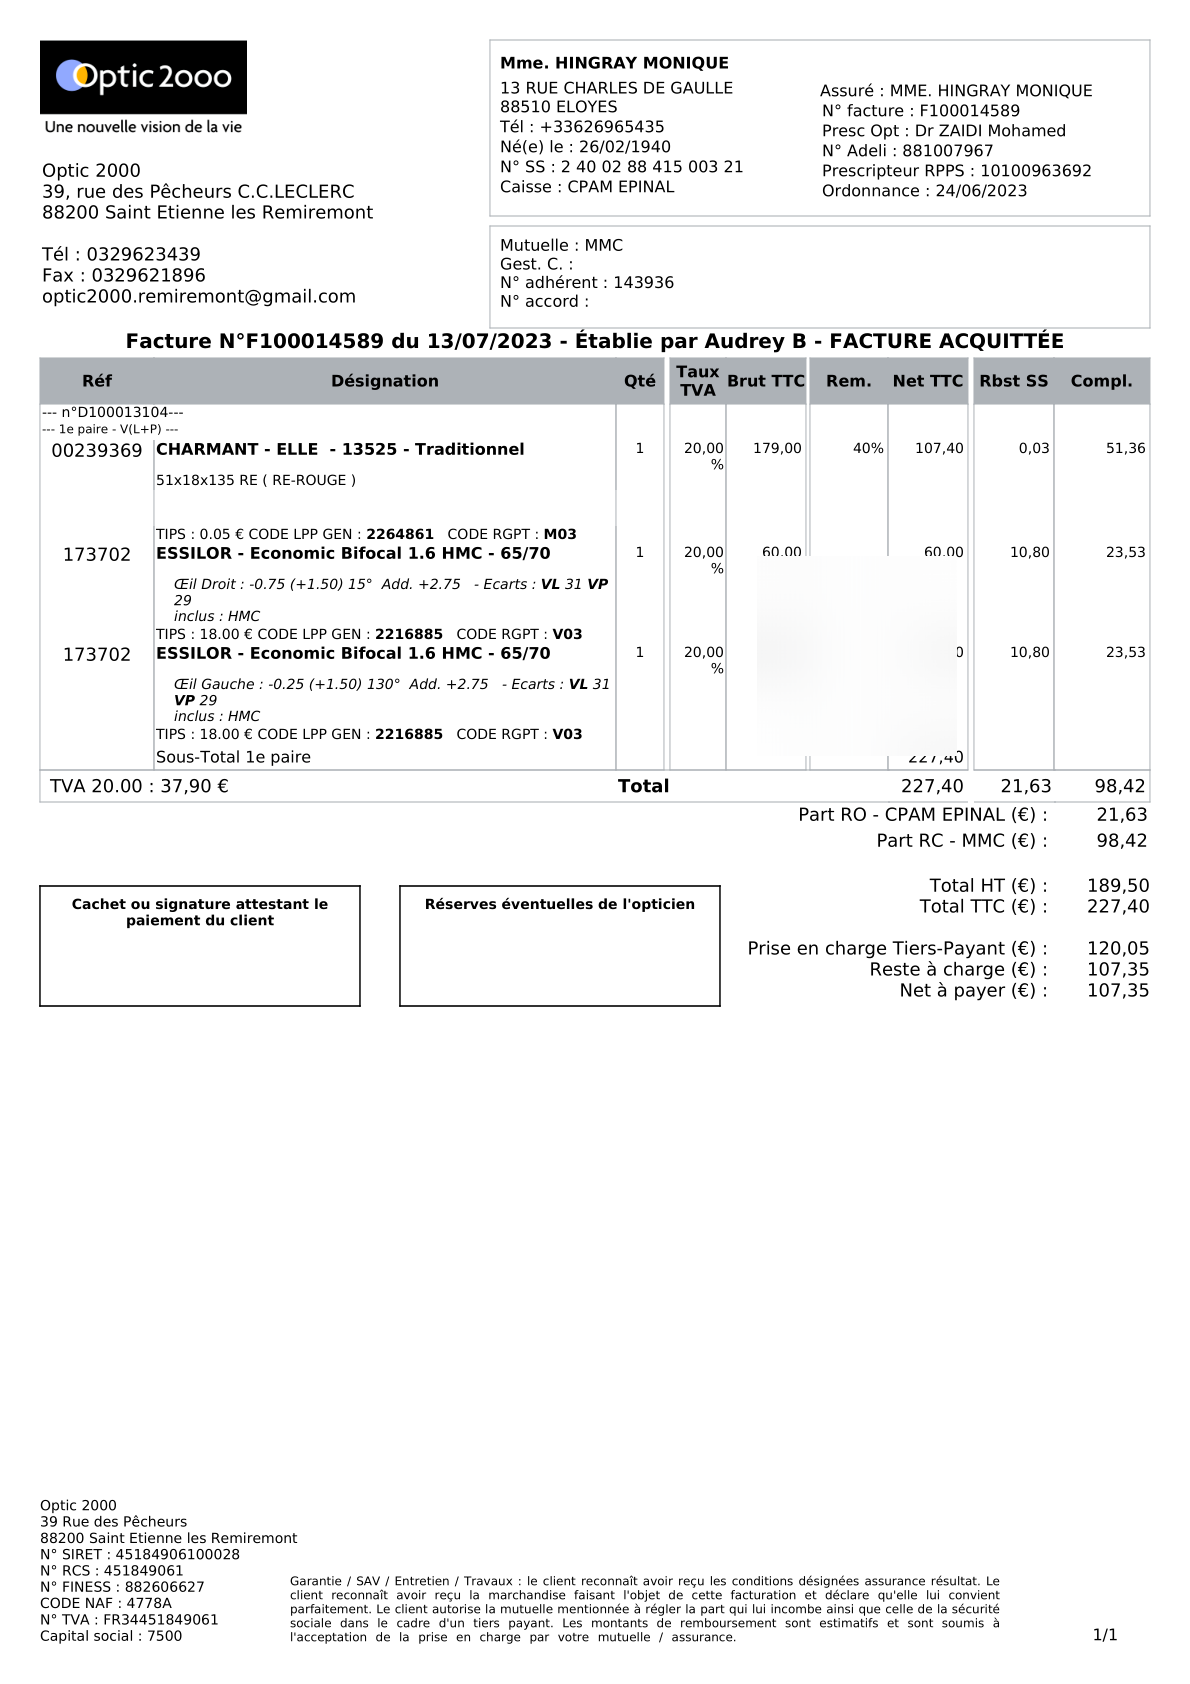 Optic 2000
Une nouvelle vision de la vie
Optic 2000
39, rue des Pêcheurs C.C.LECLERC
88200 Saint Etienne les Remiremont
Tél : 0329623439
Fax : 0329621896
optic2000.remiremont@gmail.com
Mme. HINGRAY MONIQUE
13 RUE CHARLES DE GAULLE
88510 ELOYES
Tél : +33626965435
Né(e) le : 26/02/1940
N° SS : 2 40 02 88 415 003 21
Caisse : CPAM EPINAL
Assuré : MME. HINGRAY MONIQUE
N° facture : F100014589
Presc Opt : Dr ZAIDI Mohamed
N° Adeli : 881007967
Prescripteur RPPS : 10100963692
Ordonnance : 24/06/2023
Mutuelle : MMC
Gest. C. :
N° adhérent : 143936
N° accord :
Facture N°F100014589 du 13/07/2023 - Établie par Audrey B - FACTURE ACQUITTÉE
Réf Désignation Qté Taux TVA Brut TTC Rem. Net TTC Rbst SS Compl.
--- n°D100013104---
--- 1e paire - V(L+P) ---
00239369 CHARMANT - ELLE - 13525 - Traditionnel 1 20,00 % 179,00 40% 107,40 0,03 51,36
51x18x135 RE ( RE-ROUGE )
TIPS : 0.05 € CODE LPP GEN : 2264861 CODE RGPT : M03
173702 ESSILOR - Economic Bifocal 1.6 HMC - 65/70 1 20,00 % 60,00 60,00 10,80 23,53
Œil Droit : -0.75 (+1.50) 15° Add. +2.75 - Ecarts : VL 31 VP
29
inclus : HMC
TIPS : 18.00 € CODE LPP GEN : 2216885 CODE RGPT : V03
173702 ESSILOR - Economic Bifocal 1.6 HMC - 65/70 1 20,00 % 10,80 23,53
Œil Gauche : -0.25 (+1.50) 130° Add. +2.75 - Ecarts : VL 31
VP 29
inclus : HMC
TIPS : 18.00 € CODE LPP GEN : 2216885 CODE RGPT : V03
Sous-Total 1e paire 227,40
TVA 20.00 : 37,90 € Total 227,40 21,63 98,42
Part RO - CPAM EPINAL (€) : 21,63
Part RC - MMC (€) : 98,42
Total HT (€) : 189,50
Total TTC (€) : 227,40
Prise en charge Tiers-Payant (€) : 120,05
Reste à charge (€) : 107,35
Net à payer (€) : 107,35
Cachet ou signature attestant le
paiement du client
Réserves éventuelles de l'opticien
Optic 2000
39 Rue des Pêcheurs
88200 Saint Etienne les Remiremont
N° SIRET : 45184906100028
N° RCS : 451849061
N° FINESS : 882606627
CODE NAF : 4778A
N° TVA : FR34451849061
Capital social : 7500
Garantie / SAV / Entretien / Travaux : le client reconnaît avoir reçu les conditions désignées assurance résultat. Le
client reconnaît avoir reçu la marchandise faisant l'objet de cette facturation et déclare qu'elle lui convient
parfaitement. Le client autorise la mutuelle mentionnée à régler la part qui lui incombe ainsi que celle de la sécurité
sociale dans le cadre d'un tiers payant. Les montants de remboursement sont estimatifs et sont soumis à
l'acceptation de la prise en charge par votre mutuelle / assurance.
1/1